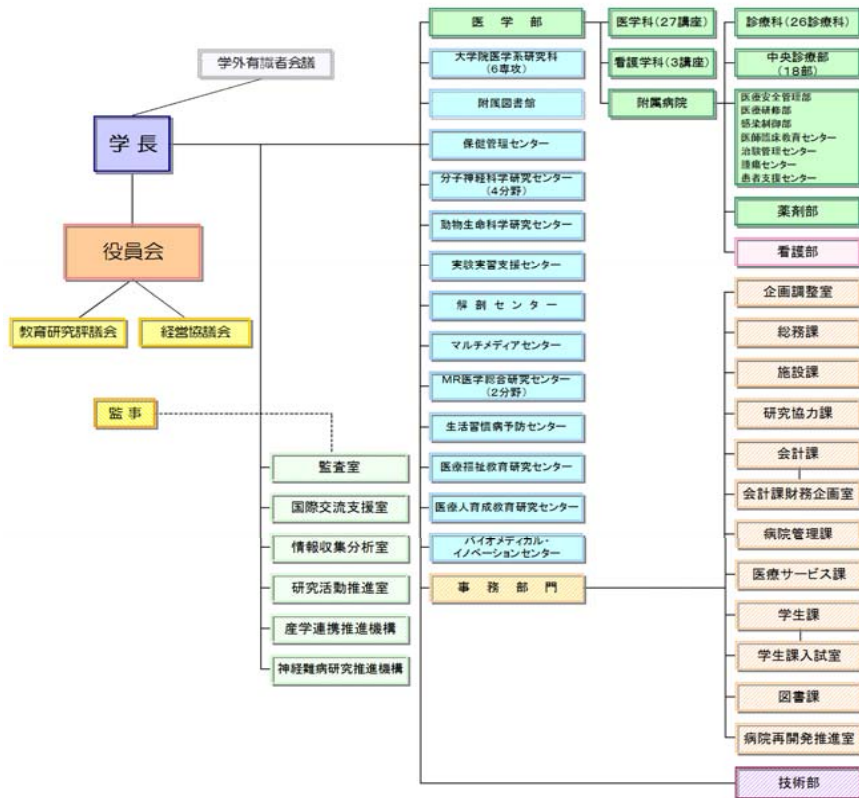 学外有識者会議
学長
役員会
教育研究評議会
経営協議会
監事
監査室
国際交流支援室
情報収集分析室
研究活動推進室
産学連携推進機構
神経難病研究推進機構
医学部
大学院医学系研究科
(6専攻)
附属図書館
保健管理センター
分子神経科学研究センター
(4分野)
動物生命科学研究センター
実験実習支援センター
解剖センター
マルチメディアセンター
MR医学総合研究センター
(2分野)
生活習慣病予防センター
医療福祉教育研究センター
医療人育成教育研究センター
バイオメディカル・
イノベーションセンター
事務部門
医学科(27講座)
看護学科(3講座)
附属病院
診療科(26診療科)
中央診療部
(18部)
医療安全管理部
医療研修部
感染制御部
医師臨床教育センター
治験管理センター
腫瘍センター
患者支援センター
薬剤部
看護部
企画調整室
総務課
施設課
研究協力課
会計課
会計課財務企画室
病院管理課
医療サービス課
学生課
学生課入試室
図書課
病院再開発推進室
技術部